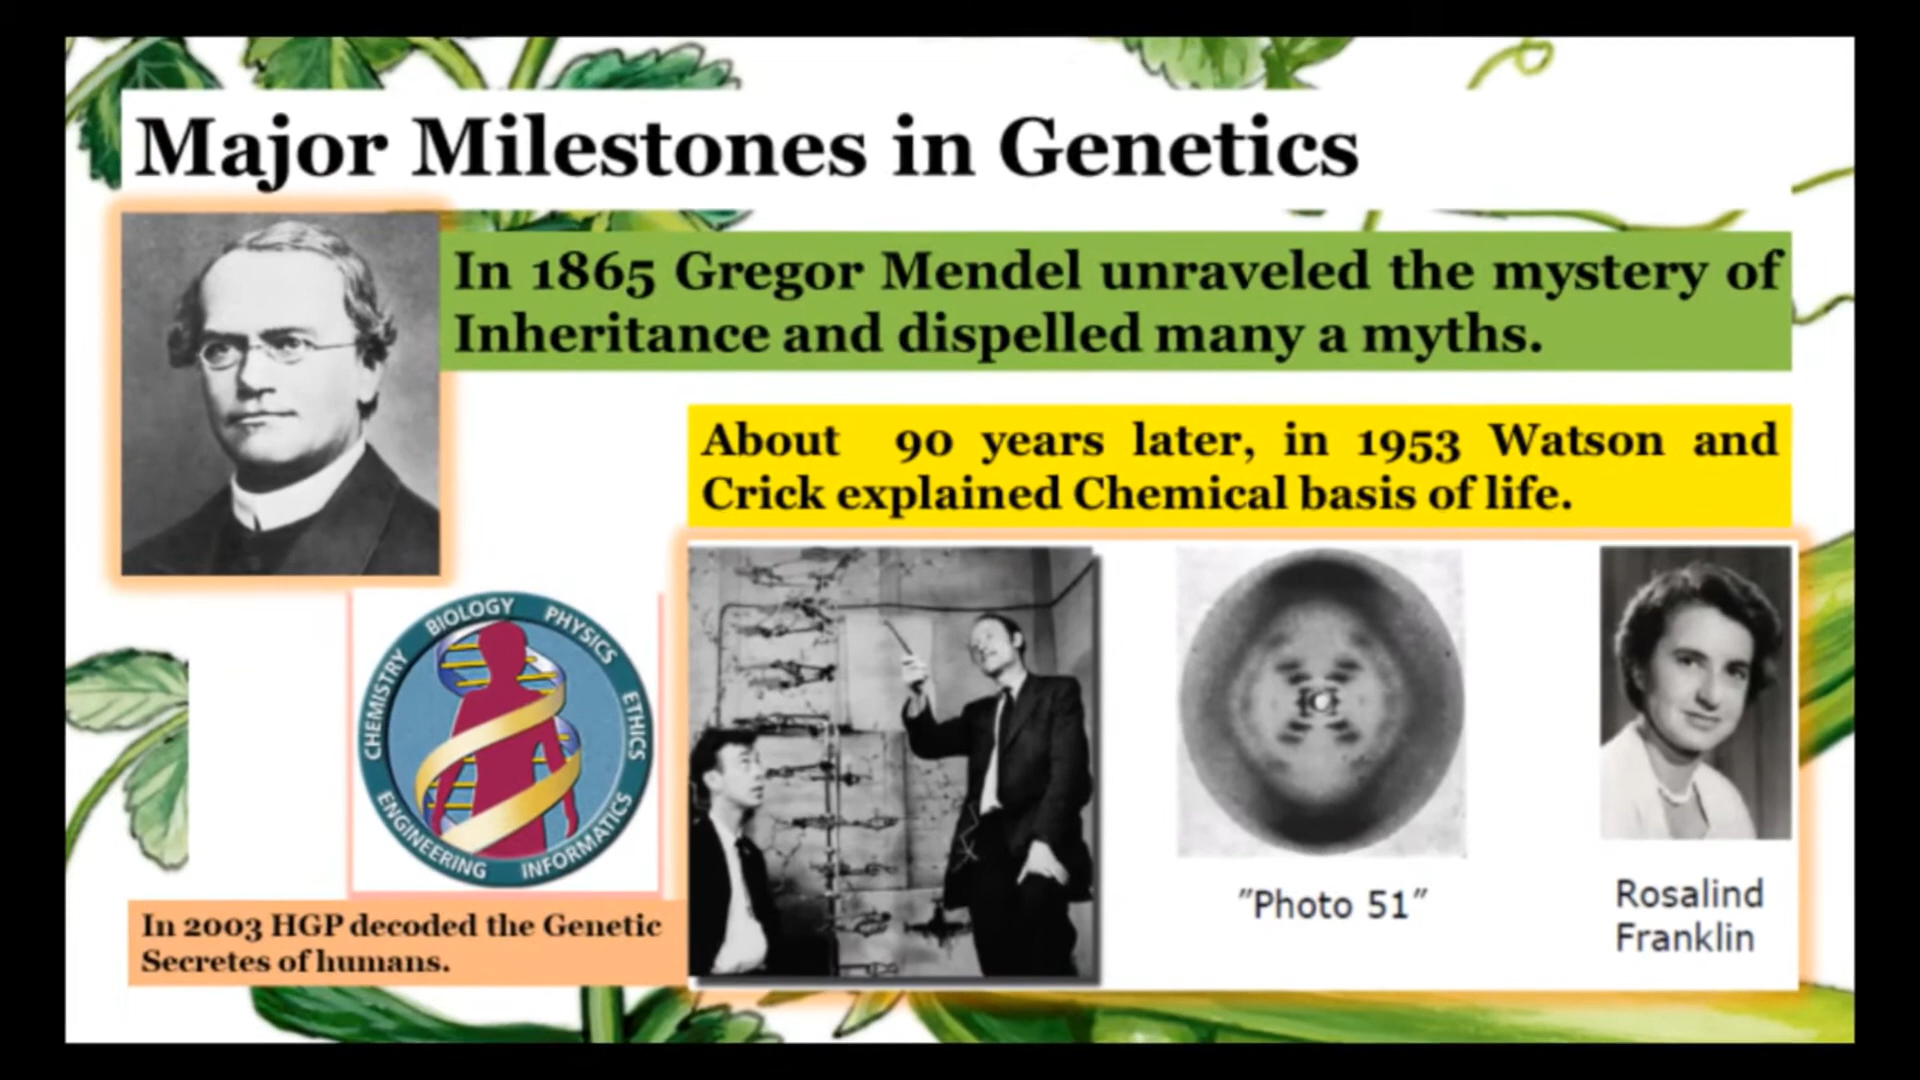 Major Milestones in Genetics
In 1865 Gregor Mendel unraveled the mystery of
Inheritance and dispelled many a myths.
About 90 years later, in 1953 Watson and
Crick explained Chemical basis of life.
CHEMISTRY BIOLOGY PHYSICS ETHICS INFORMATICS ENGINEERING
"Photo 51"
Rosalind
Franklin
In 2003 HGP decoded the Genetic
Secretes of humans.